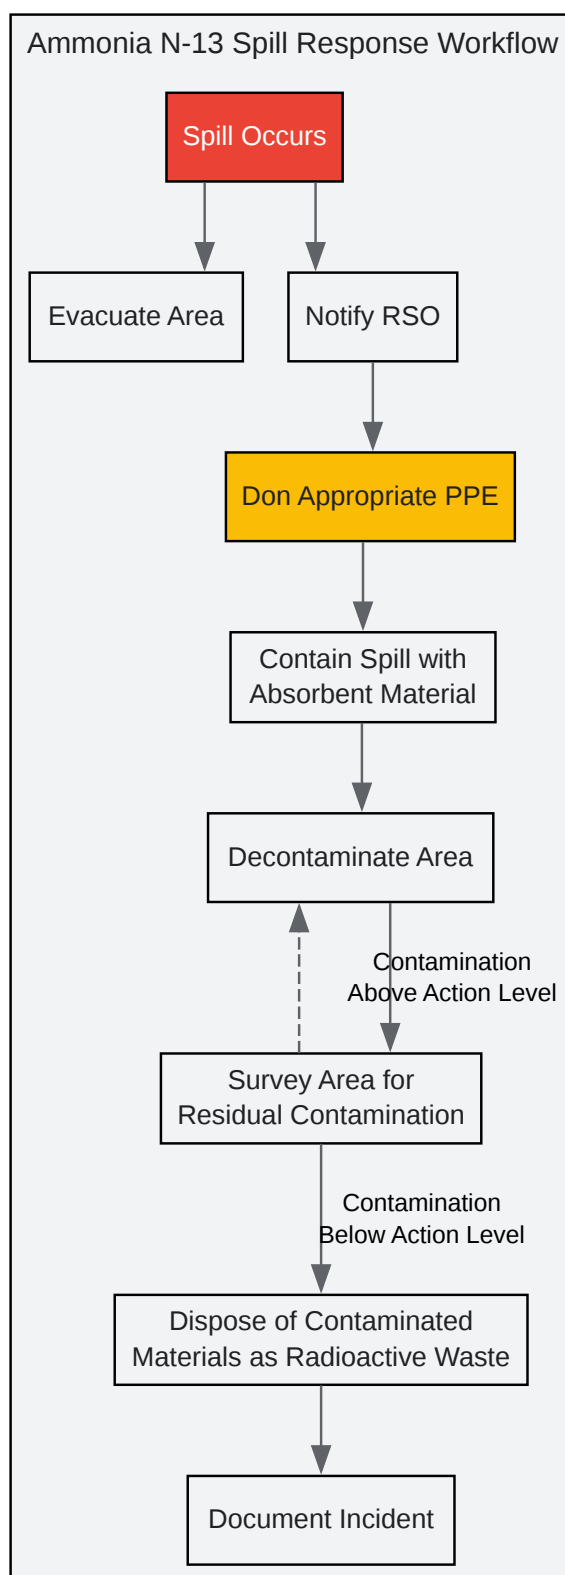 Ammonia N-13 Spill Response Workflow
Spill Occurs
Evacuate Area
Notify RSO
Don Appropriate PPE
Contain Spill with
Absorbent Material
Decontaminate Area
Contamination
Above Action Level
Survey Area for
Residual Contamination
Contamination
Below Action Level
Dispose of Contaminated
Materials as Radioactive Waste
Document Incident